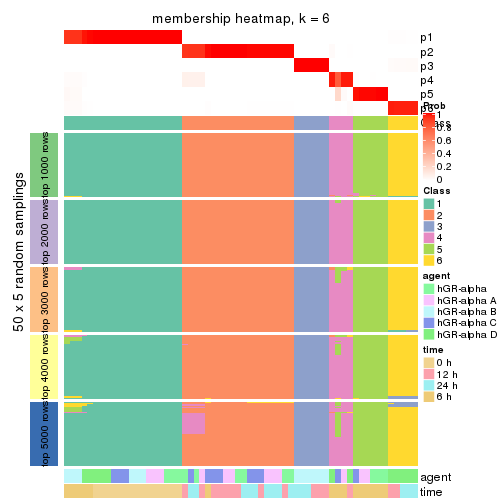 membership heatmap, k = 6
p1
p2
p3
p4
p5
p6
Class
50 x 5 random samplings
top 1000 rows
top 2000 rows
top 3000 rows
top 4000 rows
top 5000 rows
agent
time
Prob
1
0.8
0.6
0.4
0.2
0
Class
1
2
3
4
5
6
agent
hGR-alpha
hGR-alpha A
hGR-alpha B
hGR-alpha C
hGR-alpha D
time
0 h
12 h
24 h
6 h